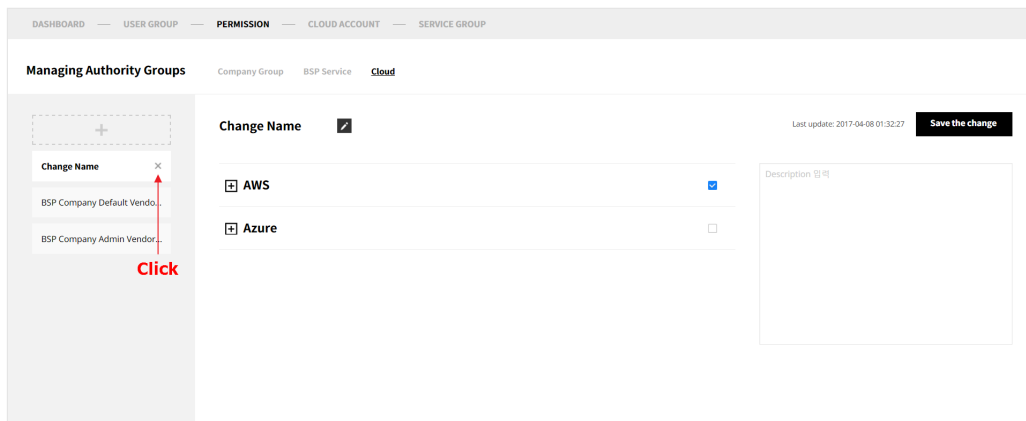 DASHBOARD — USER GROUP — PERMISSION — CLOUD ACCOUNT — SERVICE GROUP
Managing Authority Groups Company Group BSP Service Cloud
Change Name Last update: 2017-04-08 01:32:27 Save the change
Change Name ×
AWS
Description 입력
BSP Company Default Vendo...
Azure
BSP Company Admin Vendor...
Click